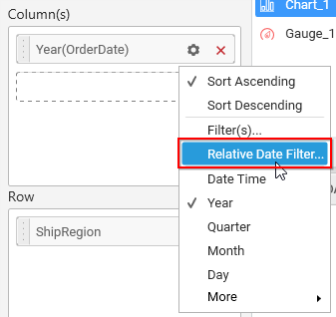 Column(s)
Chart_1
Year(OrderDate)
Gauge_1
Sort Ascending
Sort Descending
Filter(s)...
Relative Date Filter...
Date Time
Year
Quarter
Month
Day
More
Row
ShipRegion